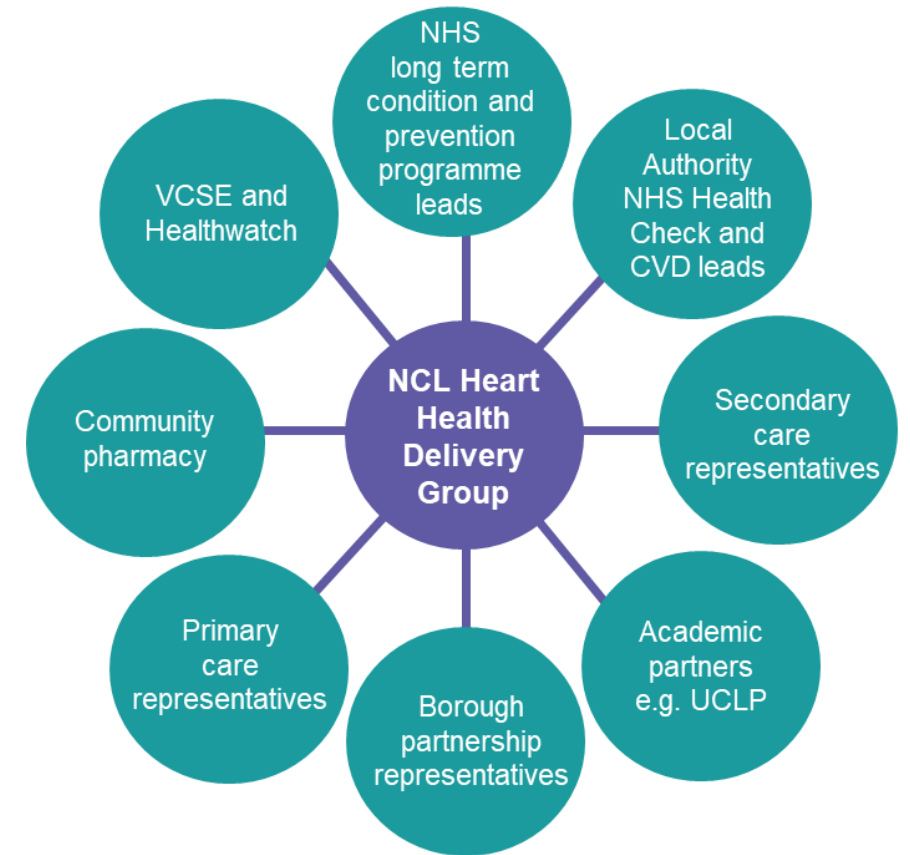 NHS
long term
condition and
prevention
programme
leads
Local
Authority
NHS Health
Check and
CVD leads
Secondary
care
representatives
Academic
partners
e.g. UCLP
Borough
partnership
representatives
Primary
care
representatives
Community
pharmacy
VCSE and
Healthwatch
NCL Heart
Health
Delivery
Group